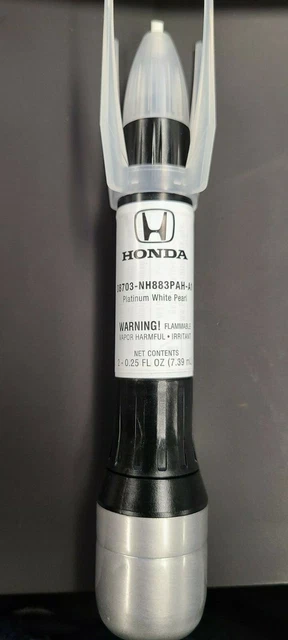 HONDA
08703-NH883PAH-A1
Platinum White Pearl
WARNING! FLAMMABLE
VAPOR HARMFUL • IRRITANT
NET CONTENTS
2 - 0.25 FL OZ (7.39 mL